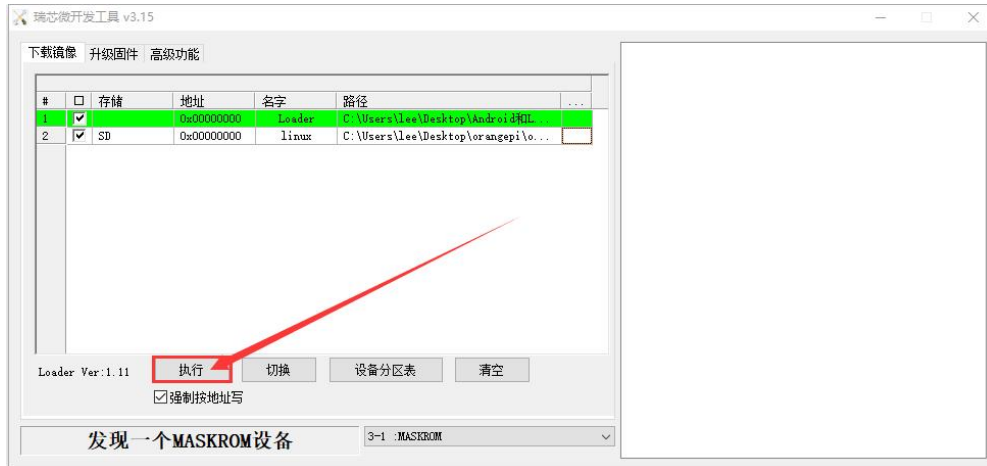 瑞芯微开发工具 v3.15
下载镜像 升级固件 高级功能
# 存储 地址 名字 路径 ...
1 0x00000000 Loader C:\Users\lee\Desktop\Android和L...
2 SD 0x00000000 linux C:\Users\lee\Desktop\orangepi\o...
Loader Ver:1.11 执行 切换 设备分区表 清空
强制按地址写
发现一个MASKROM设备 3-1 :MASKROM